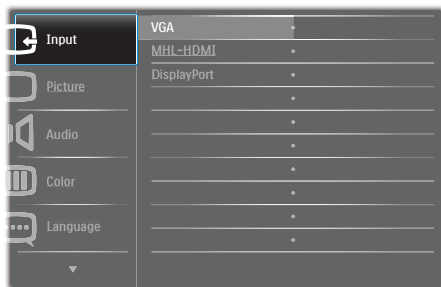 Input
Picture
Audio
Color
Language
VGA
MHL-HDMI
DisplayPort